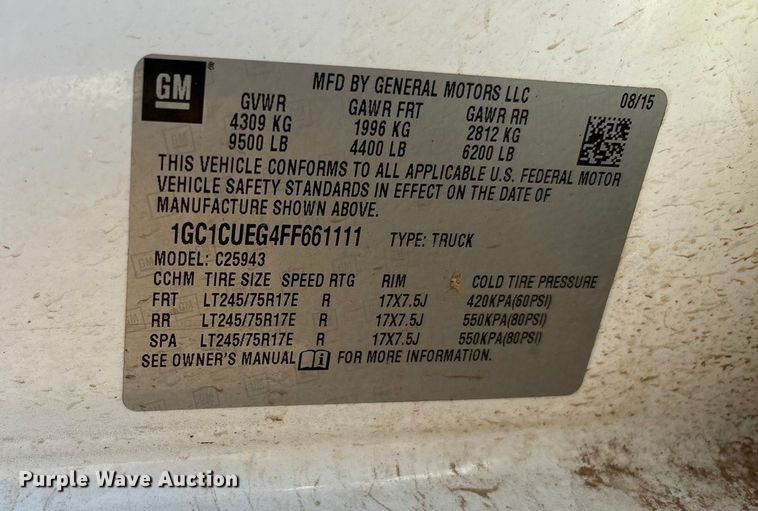 GM
MFD BY GENERAL MOTORS LLC 08/15
GVWR GAWR FRT GAWR RR
4309 KG 1996 KG 2812 KG
9500 LB 4400 LB 6200 LB
THIS VEHICLE CONFORMS TO ALL APPLICABLE U.S. FEDERAL MOTOR
VEHICLE SAFETY STANDARDS IN EFFECT ON THE DATE OF
MANUFACTURE SHOWN ABOVE.
1GC1CUEG4FF661111 TYPE: TRUCK
MODEL: C25943
CCHM TIRE SIZE SPEED RTG RIM COLD TIRE PRESSURE
FRT LT245/75R17E R 17X7.5J 420KPA(60PSI)
RR LT245/75R17E R 17X7.5J 550KPA(80PSI)
SPA LT245/75R17E R 17X7.5J 550KPA(80PSI)
SEE OWNER'S MANUAL FOR MORE INFORMATION.
Purple Wave Auction